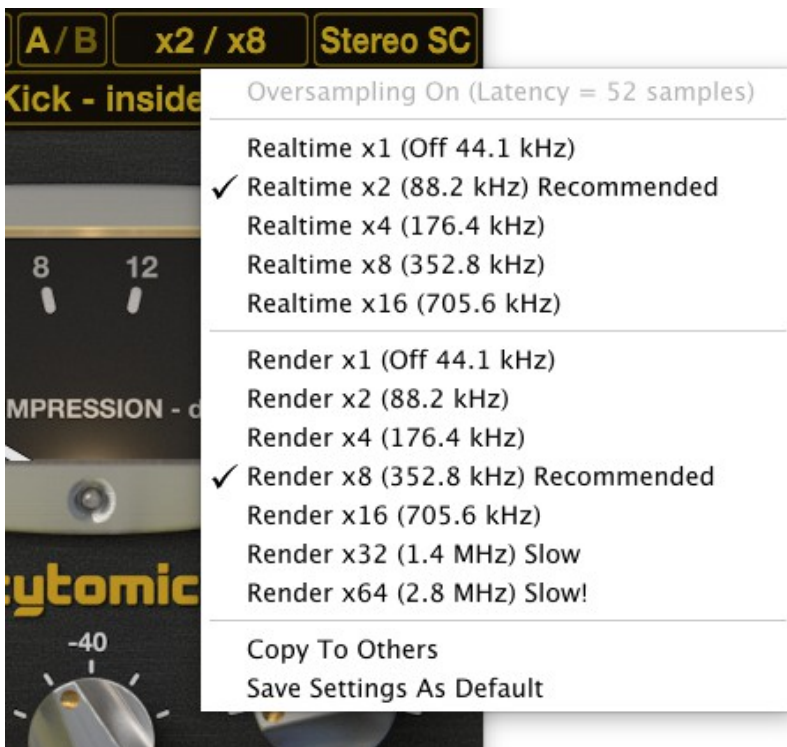 A/B x2 / x8 Stereo SC
Kick - inside
Oversampling On (Latency = 52 samples)
Realtime x1 (Off 44.1 kHz)
✓ Realtime x2 (88.2 kHz) Recommended
Realtime x4 (176.4 kHz)
Realtime x8 (352.8 kHz)
Realtime x16 (705.6 kHz)
8 12
Render x1 (Off 44.1 kHz)
Render x2 (88.2 kHz)
Render x4 (176.4 kHz)
MPRESSION - d
✓ Render x8 (352.8 kHz) Recommended
Render x16 (705.6 kHz)
Render x32 (1.4 MHz) Slow
Render x64 (2.8 MHz) Slow!
cytomic
-40
Copy To Others
Save Settings As Default